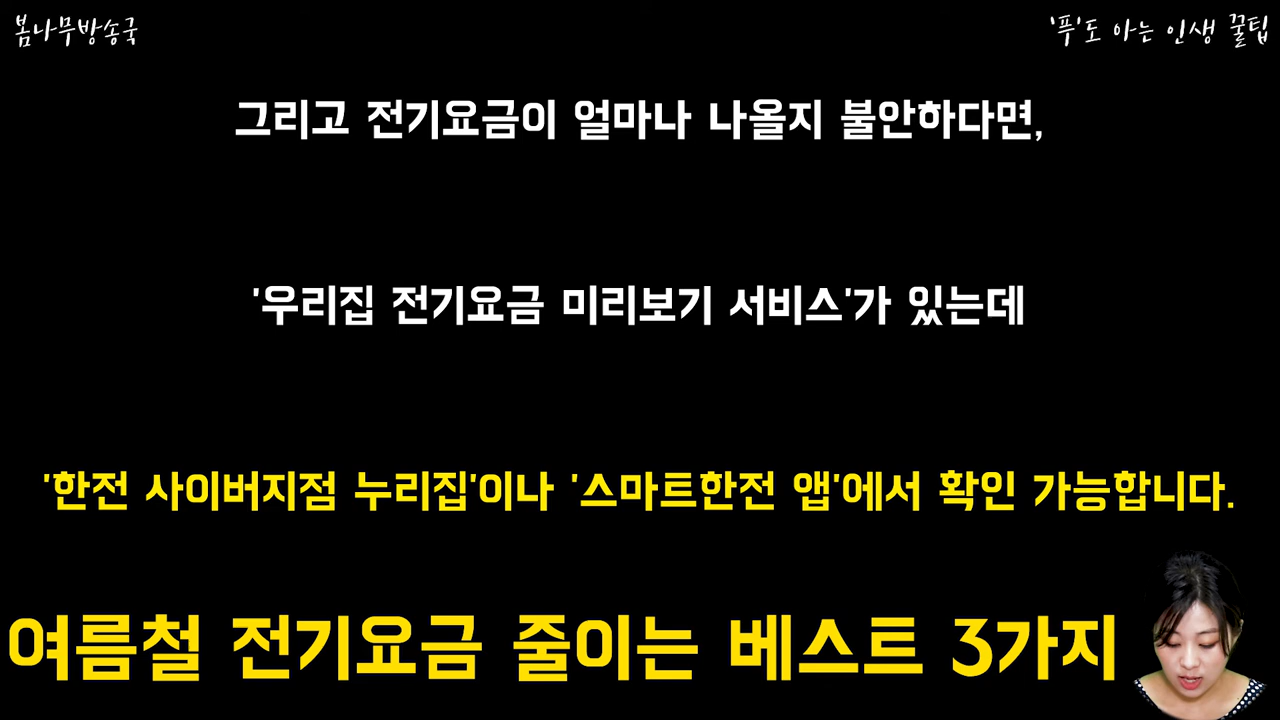 봄나무방송국
'푸'도 아는 인생 꿀팁
그리고 전기요금이 얼마나 나올지 불안하다면,
'우리집 전기요금 미리보기 서비스'가 있는데
'한전 사이버지점 누리집'이나 '스마트한전 앱'에서 확인 가능합니다.
여름철 전기요금 줄이는 베스트 3가지